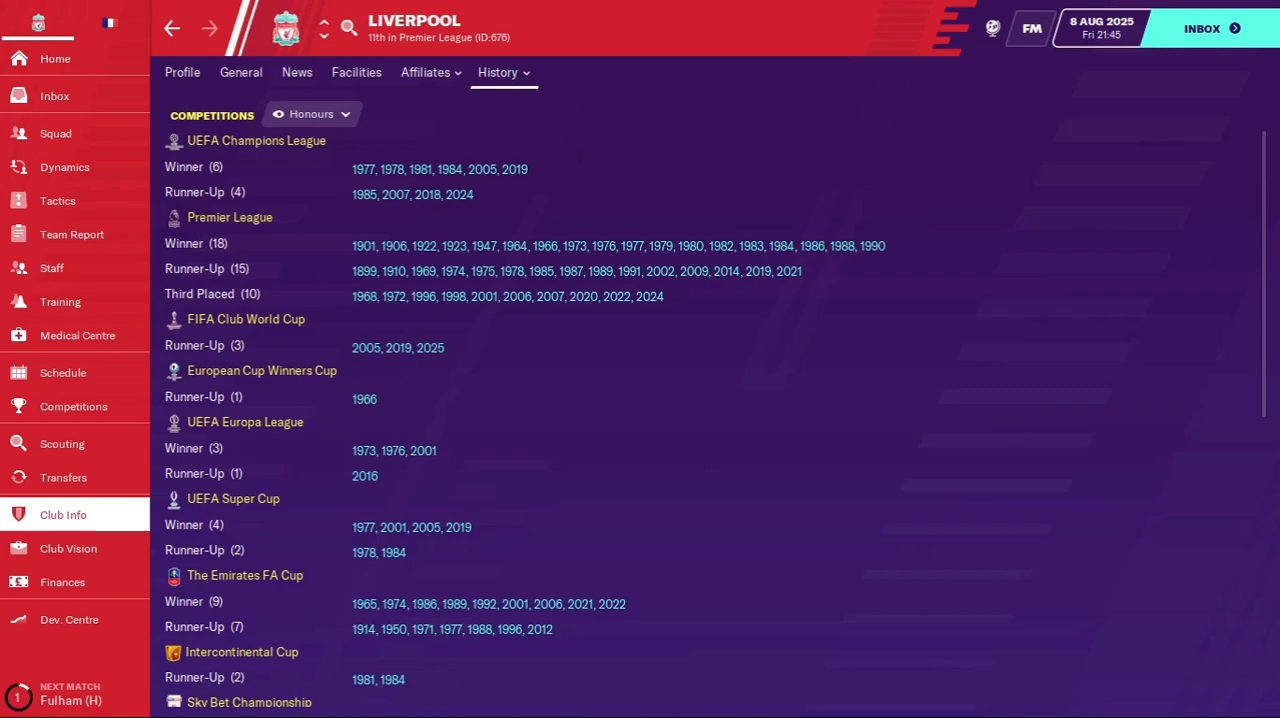 LIVERPOOL
11th in Premier League (ID:676)
FM
8 AUG 2025
Fri 21:45
INBOX
Home
Inbox
Squad
Dynamics
Tactics
Team Report
Staff
Training
Medical Centre
Schedule
Competitions
Scouting
Transfers
Club Info
Club Vision
Finances
Dev. Centre
1
NEXT MATCH
Fulham (H)
Profile General News Facilities Affiliates History
COMPETITIONS Honours
UEFA Champions League
Winner (6) 1977, 1978, 1981, 1984, 2005, 2019
Runner-Up (4) 1985, 2007, 2018, 2024
Premier League
Winner (18) 1901, 1906, 1922, 1923, 1947, 1964, 1966, 1973, 1976, 1977, 1979, 1980, 1982, 1983, 1984, 1986, 1988, 1990
Runner-Up (15) 1899, 1910, 1969, 1974, 1975, 1978, 1985, 1987, 1989, 1991, 2002, 2009, 2014, 2019, 2021
Third Placed (10) 1968, 1972, 1996, 1998, 2001, 2006, 2007, 2020, 2022, 2024
FIFA Club World Cup
Runner-Up (3) 2005, 2019, 2025
European Cup Winners Cup
Runner-Up (1) 1966
UEFA Europa League
Winner (3) 1973, 1976, 2001
Runner-Up (1) 2016
UEFA Super Cup
Winner (4) 1977, 2001, 2005, 2019
Runner-Up (2) 1978, 1984
The Emirates FA Cup
Winner (9) 1965, 1974, 1986, 1989, 1992, 2001, 2006, 2021, 2022
Runner-Up (7) 1914, 1950, 1971, 1977, 1988, 1996, 2012
Intercontinental Cup
Runner-Up (2) 1981, 1984
Sky Bet Championship